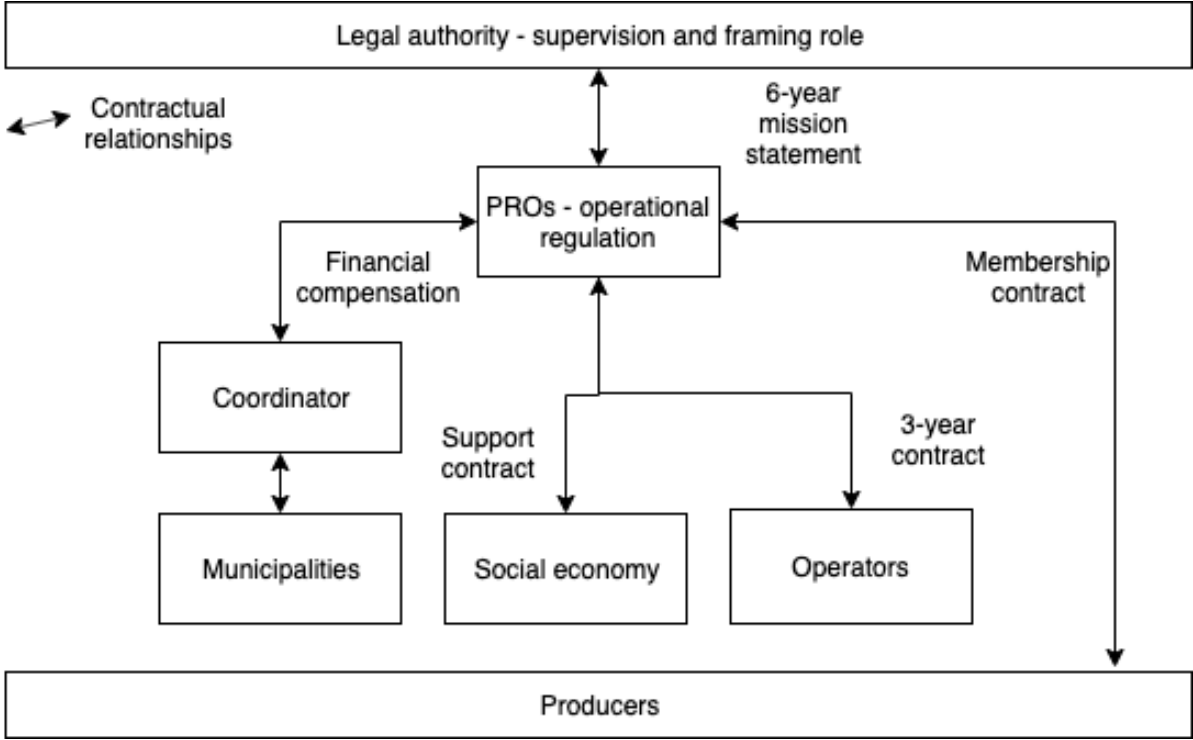 Legal authority - supervision and framing role
Contractual
relationships
6-year
mission
statement
PROs - operational
regulation
Financial
compensation
Membership
contract
Coordinator
Support
contract
3-year
contract
Municipalities
Social economy
Operators
Producers